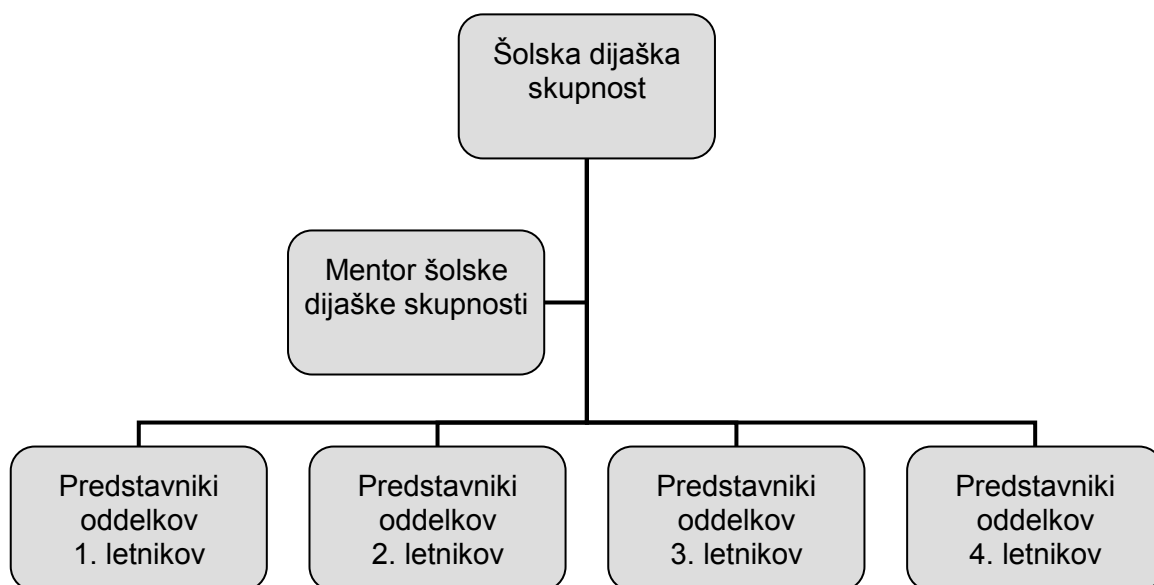 Šolska dijaška
skupnost
Mentor šolske
dijaške skupnosti
Predstavniki
oddelkov
1. letnikov
Predstavniki
oddelkov
2. letnikov
Predstavniki
oddelkov
3. letnikov
Predstavniki
oddelkov
4. letnikov